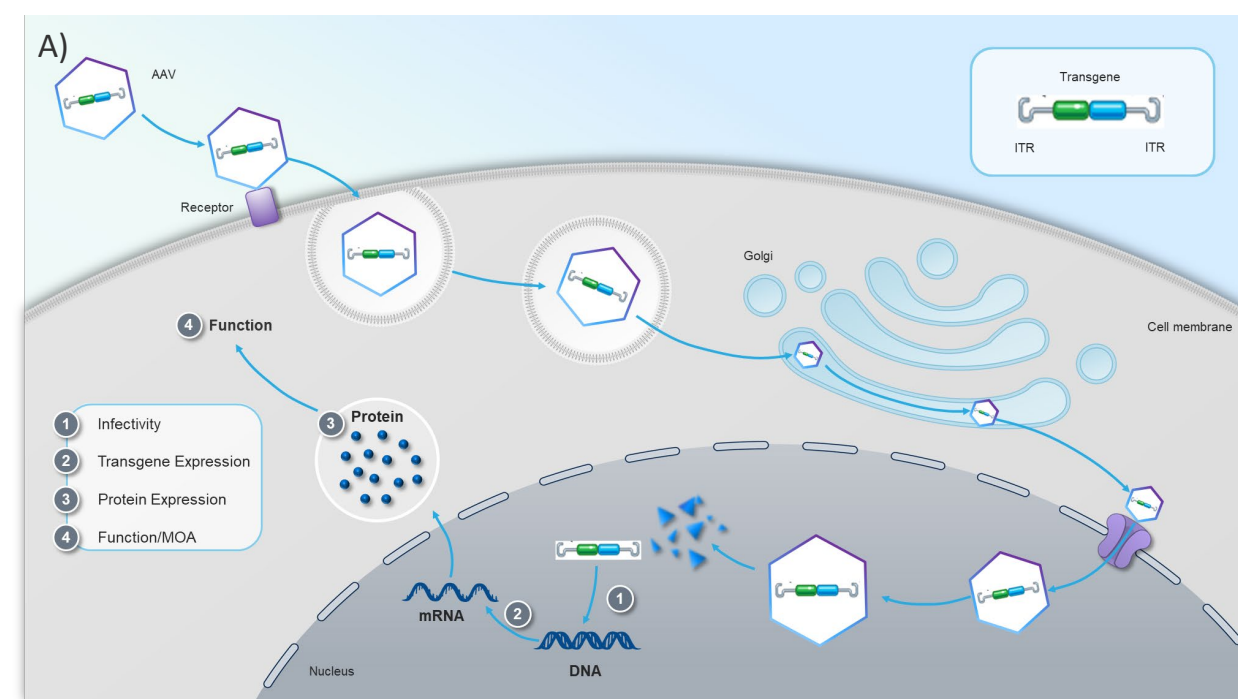 A)
AAV
Transgene
ITR
ITR
Receptor
Golgi
Cell membrane
4 Function
3 Protein
1 Infectivity
2 Transgene Expression
3 Protein Expression
4 Function/MOA
1
2
mRNA
DNA
Nucleus